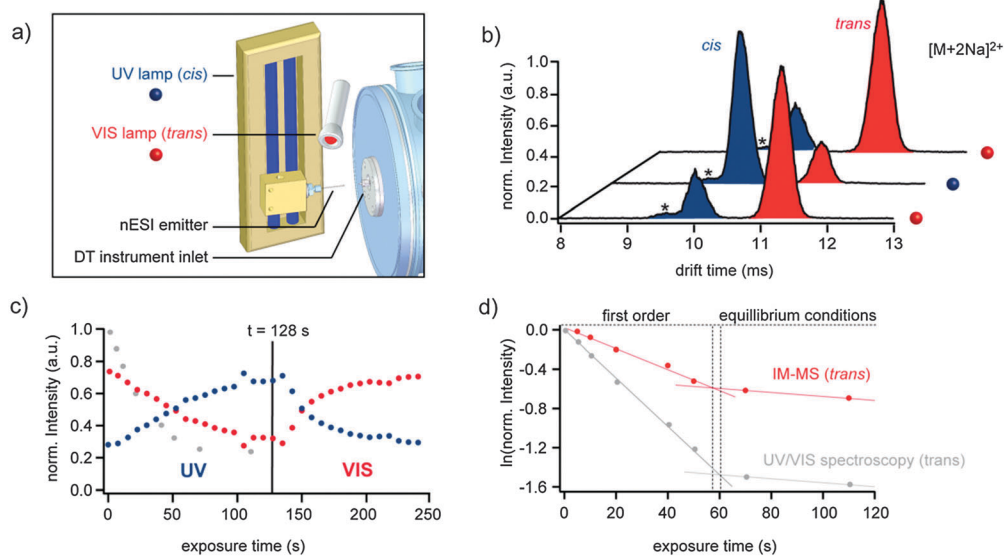 a)
UV lamp (cis)
VIS lamp (trans)
nESI emitter
DT instrument inlet
b)
cis
trans
[M+2Na]2+
norm. Intensity (a.u.)
1.0
0.8
0.6
0.4
0.2
0.0
*
*
*
8
9
10
11
12
13
drift time (ms)
c)
t = 128 s
norm. Intensity (a.u.)
1.0
0.8
0.6
0.4
0.2
0.0
UV
VIS
0
50
100
150
200
250
exposure time (s)
d)
first order
equillibrium conditions
ln(norm. Intensity)
0.0
-0.4
-0.8
-1.2
-1.6
IM-MS (trans)
UV/VIS spectroscopy (trans)
0
20
40
60
80
100
120
exposure time (s)